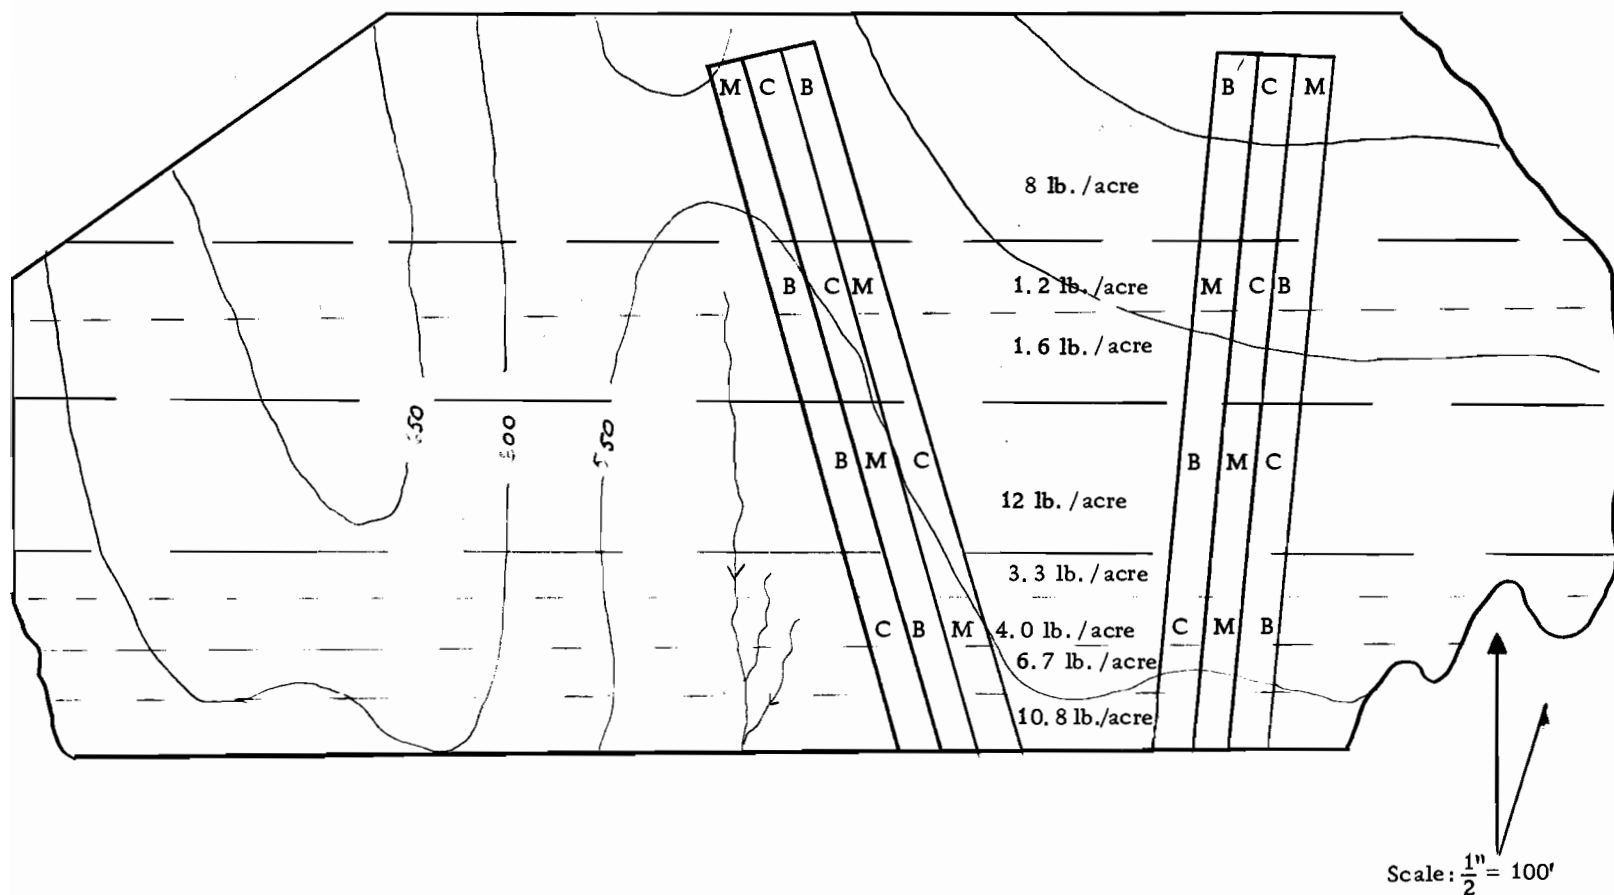 M C B B C M
8 lb./acre
B C M 1.2 lb./acre M C B
1.6 lb./acre
650 600 550
B M C B M C
12 lb./acre
3.3 lb./acre
C B M 4.0 lb./acre C M B
6.7 lb./acre
10.8 lb./acre
Scale: 1/2" = 100'